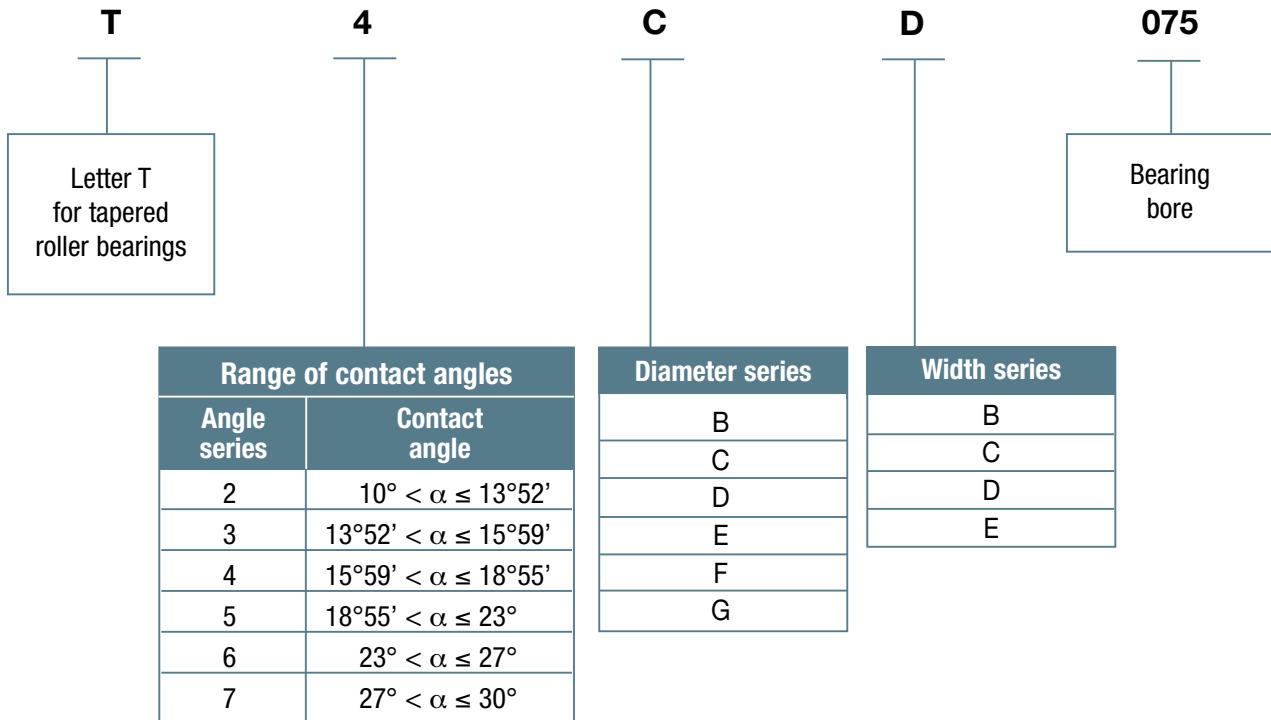 T 4 C D 075
Letter T
for tapered
roller bearings
Bearing
bore
Range of contact angles
Angle
series
Contact
angle
2 10° < α ≤ 13°52’
3 13°52’ < α ≤ 15°59’
4 15°59’ < α ≤ 18°55’
5 18°55’ < α ≤ 23°
6 23° < α ≤ 27°
7 27° < α ≤ 30°
Diameter series
B
C
D
E
F
G
Width series
B
C
D
E